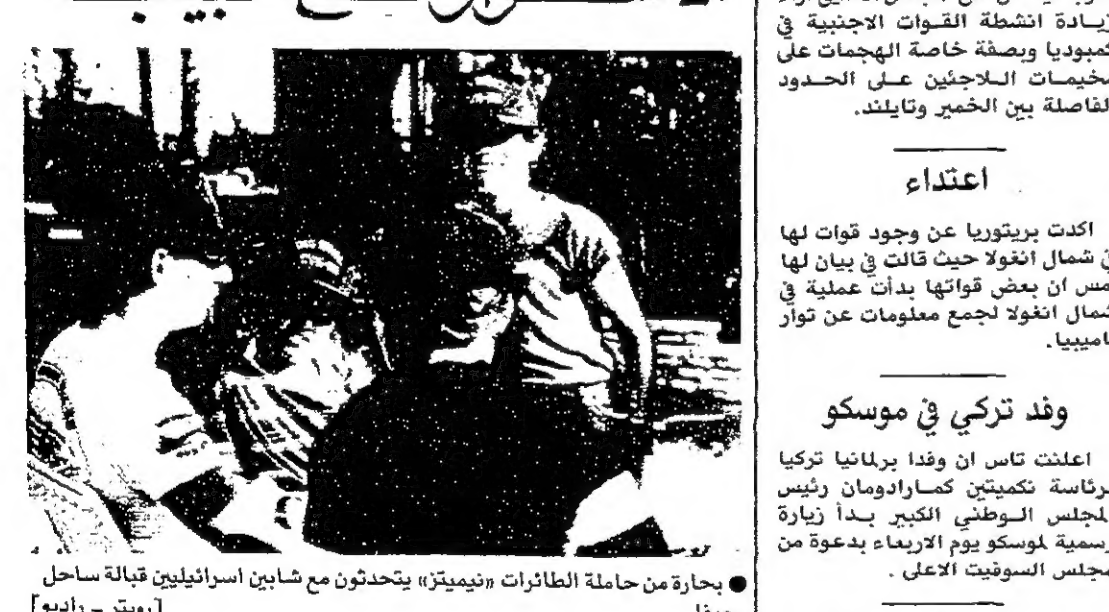 زيادة انشطة القوات الاجنبية في
كمبوديا وبصفة خاصة الهجمات على
مخيمات اللاجئين على الحدود
الفاصلة بين الخمير وتايلند.
اعتداء
اكدت بريتوريا عن وجود قوات لها
في شمال انغولا حيث قالت في بيان لها
امس ان بعض قواتها بدأت عملية في
شمال انغولا لجمع معلومات عن ثوار
ناميبيا.
وفد تركي في موسكو
اعلنت تاس ان وفدا برلمانيا تركيا
برئاسة نكميتين كمارادومان رئيس
المجلس الوطني الكبير بدأ زيارة
رسمية لموسكو يوم الاربعاء بدعوة من
مجلس السوفيت الاعلى .
● بحارة من حاملة الطائرات «نيميتز» يتحدثون مع شابين اسرائيليين قبالة ساحل
حيفا [رويتر - راديو]